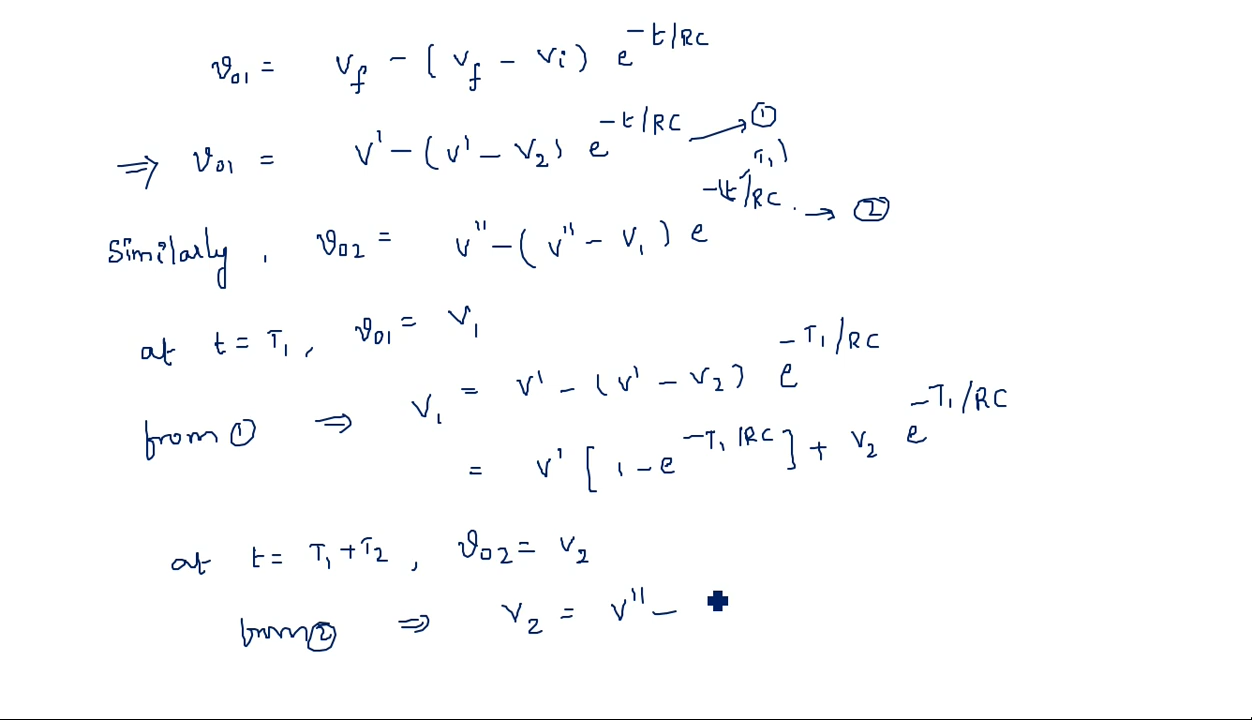 v01 = Vf - (Vf - Vi) e^-t/RC
⇒ v01 = V' - (V' - V2) e^-t/RC → ①
Similarly, v02 = V'' - (V'' - V1) e^-(t-T1)/RC → ②
at t = T1, v01 = V1
from ① ⇒ V1 = V' - (V' - V2) e^-T1/RC
= V' [1 - e^-T1/RC] + V2 e^-T1/RC
at t = T1 + T2, v02 = V2
from ② ⇒ V2 = V'' -